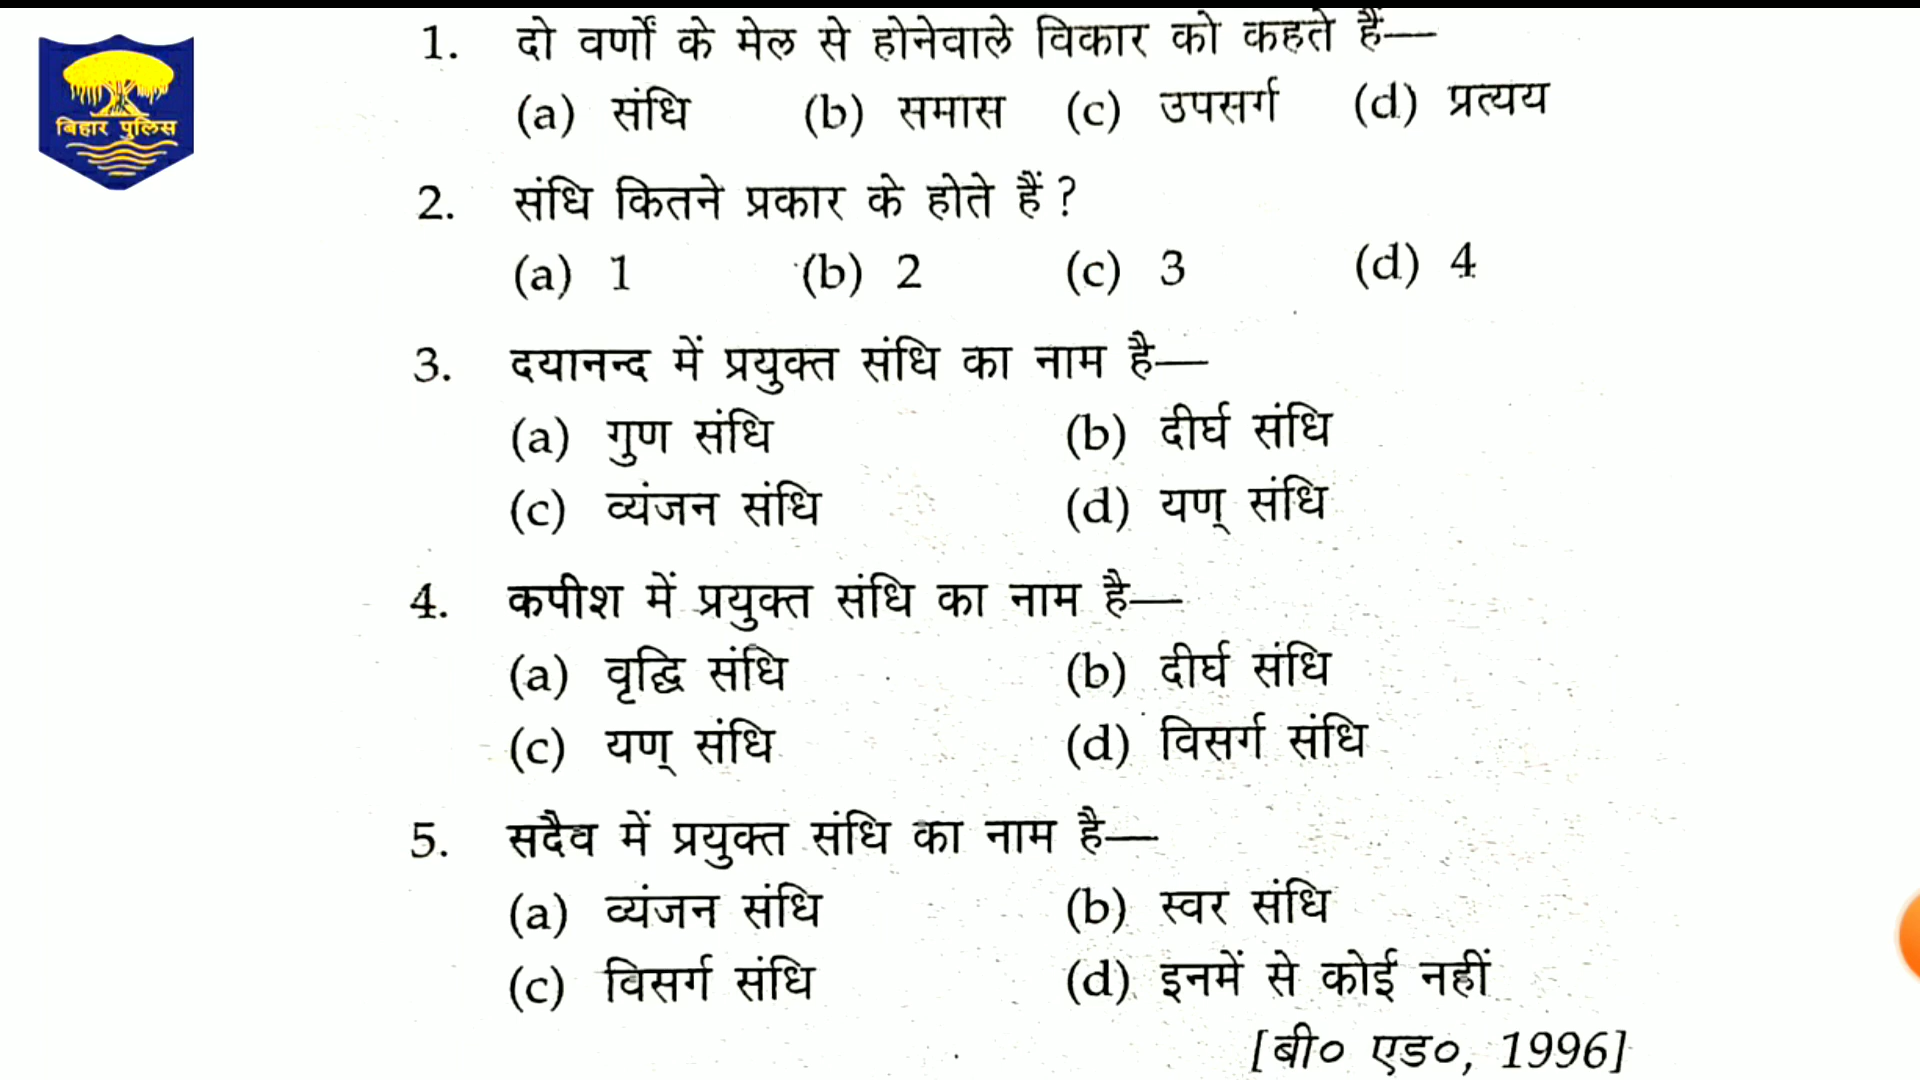 बिहार पुलिस
1. दो वर्णों के मेल से होनेवाले विकार को कहते हैं—
(a) संधि (b) समास (c) उपसर्ग (d) प्रत्यय
2. संधि कितने प्रकार के होते हैं ?
(a) 1 (b) 2 (c) 3 (d) 4
3. दयानन्द में प्रयुक्त संधि का नाम है—
(a) गुण संधि (b) दीर्घ संधि
(c) व्यंजन संधि (d) यण् संधि
4. कपीश में प्रयुक्त संधि का नाम है—
(a) वृद्धि संधि (b) दीर्घ संधि
(c) यण् संधि (d) विसर्ग संधि
5. सदैव में प्रयुक्त संधि का नाम है—
(a) व्यंजन संधि (b) स्वर संधि
(c) विसर्ग संधि (d) इनमें से कोई नहीं
[बी० एड०, 1996]